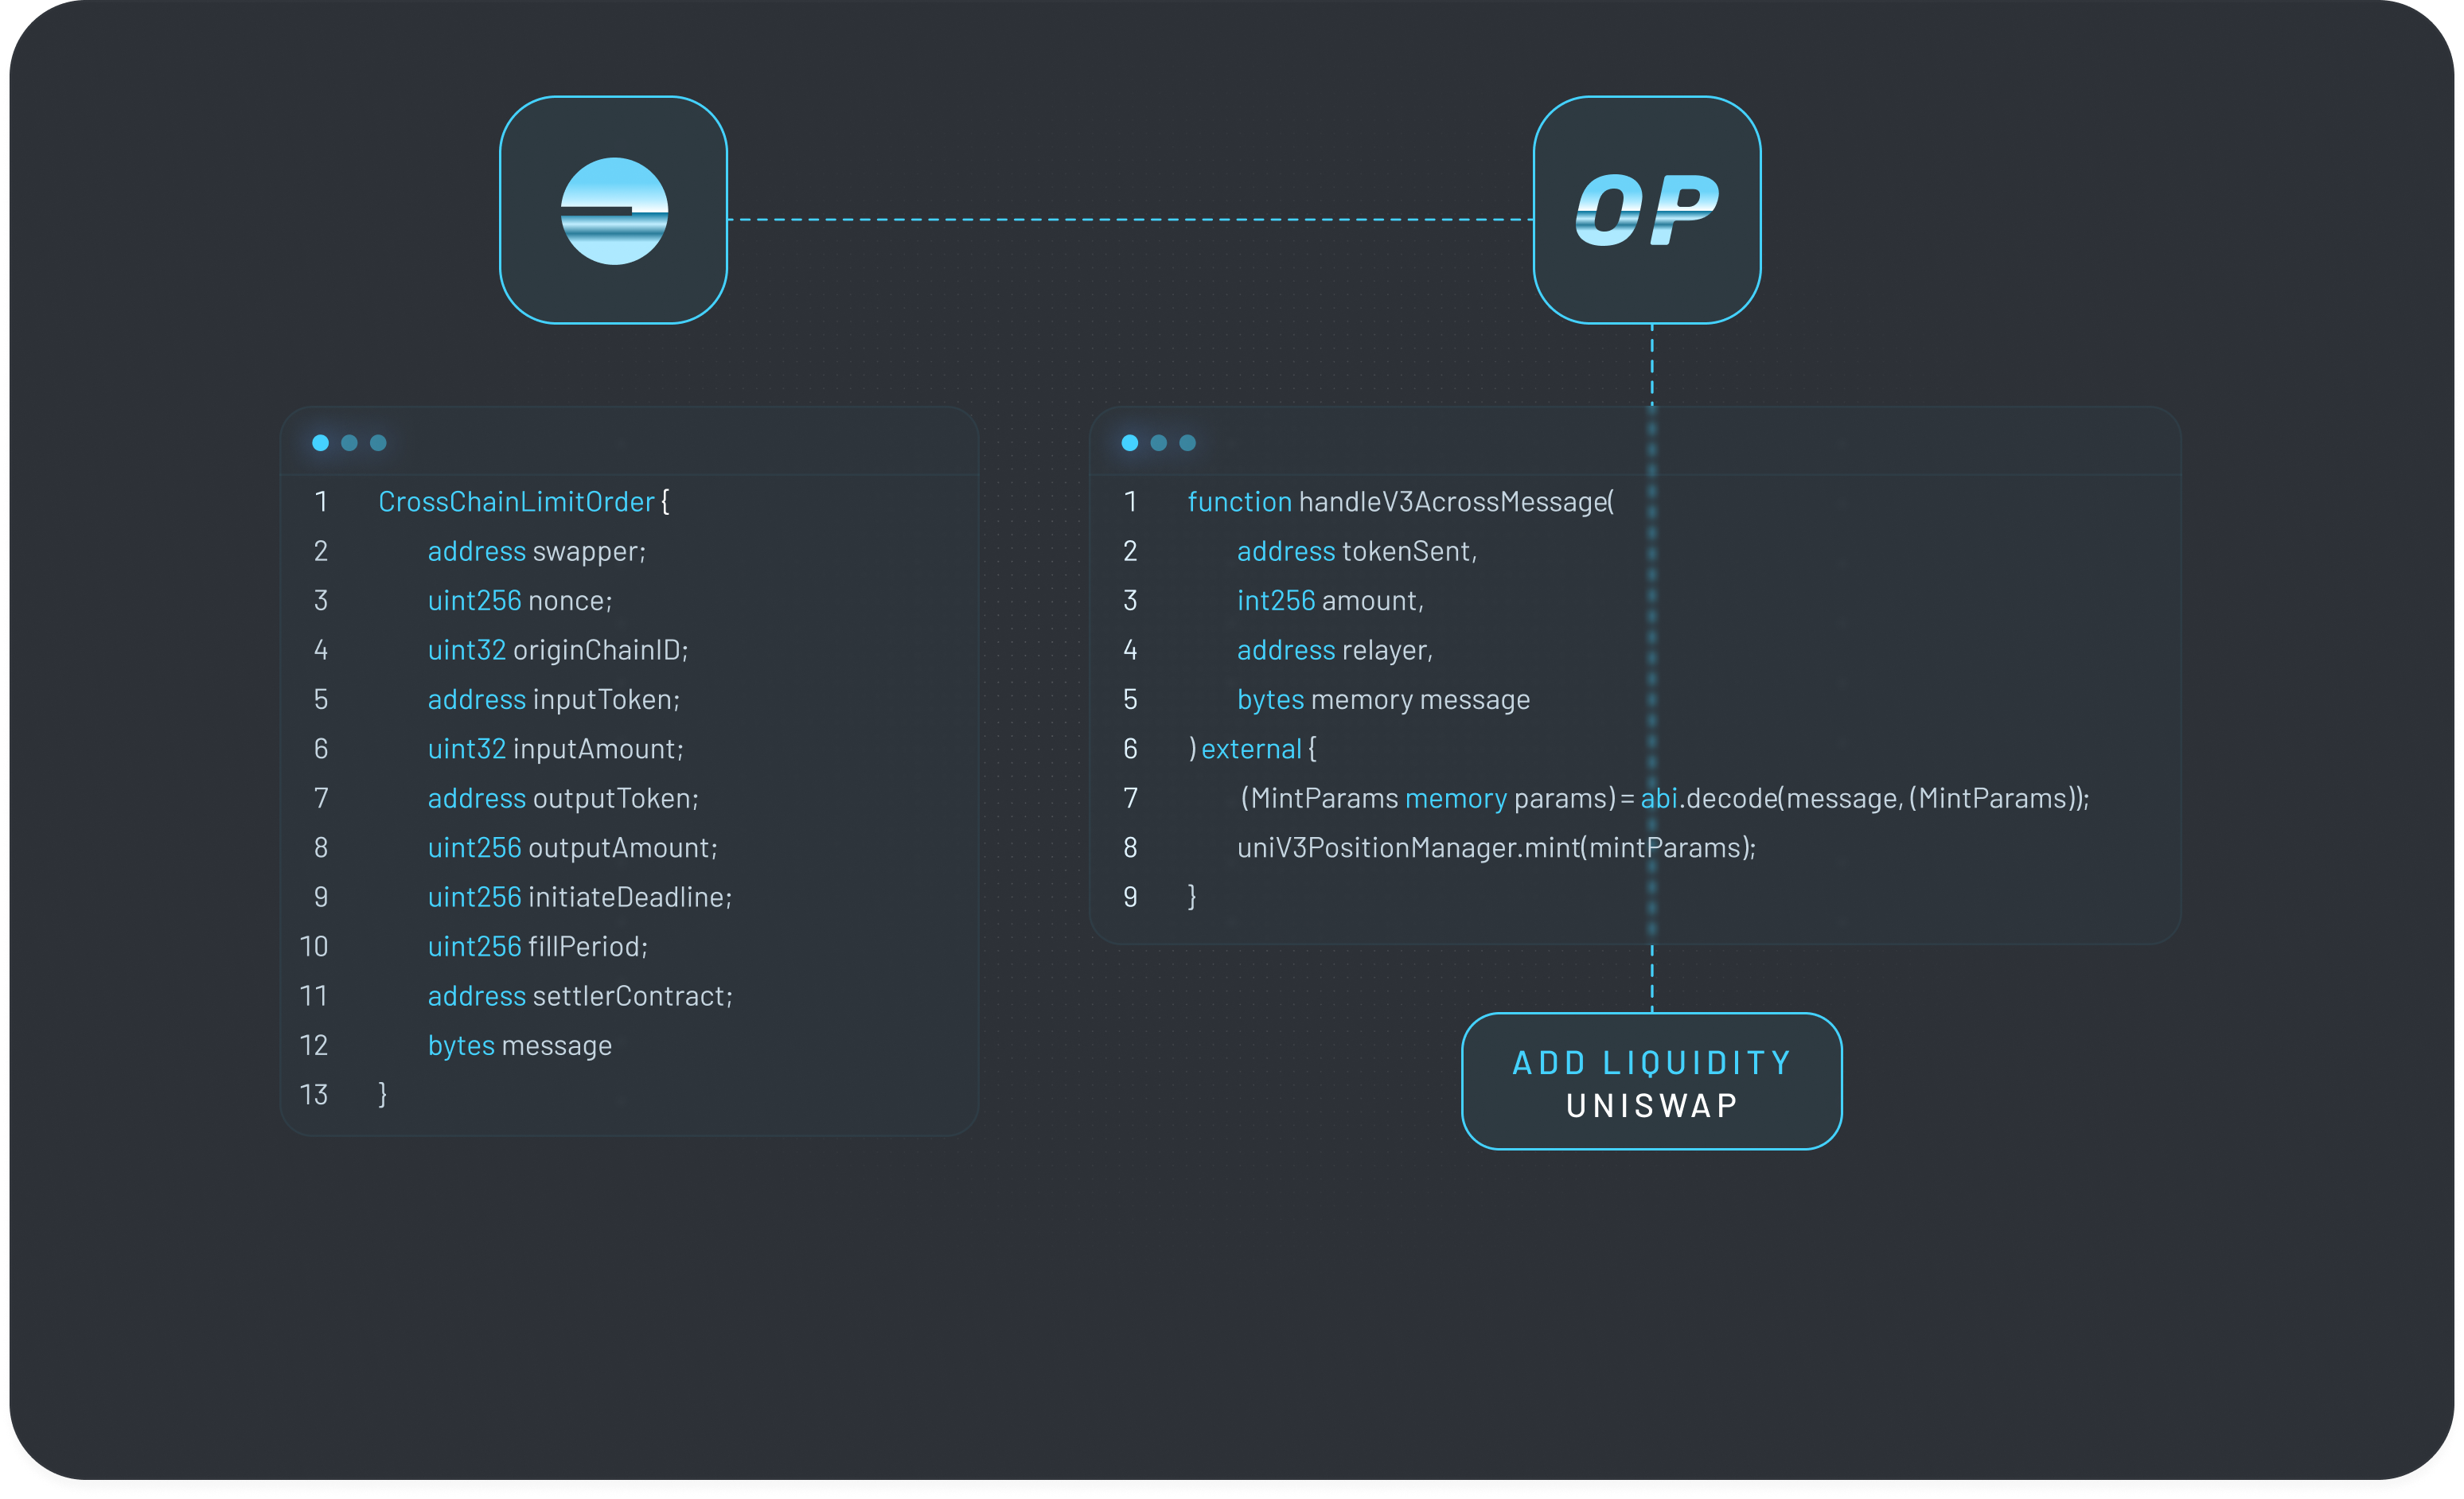 OP
1 CrossChainLimitOrder {
2 address swapper;
3 uint256 nonce;
4 uint32 originChainID;
5 address inputToken;
6 uint32 inputAmount;
7 address outputToken;
8 uint256 outputAmount;
9 uint256 initiateDeadline;
10 uint256 fillPeriod;
11 address settlerContract;
12 bytes message
13 }
1 function handleV3AcrossMessage(
2 address tokenSent,
3 int256 amount,
4 address relayer,
5 bytes memory message
6 ) external {
7 (MintParams memory params) = abi.decode(message, (MintParams));
8 uniV3PositionManager.mint(mintParams);
9 }
ADD LIQUIDITY
UNISWAP